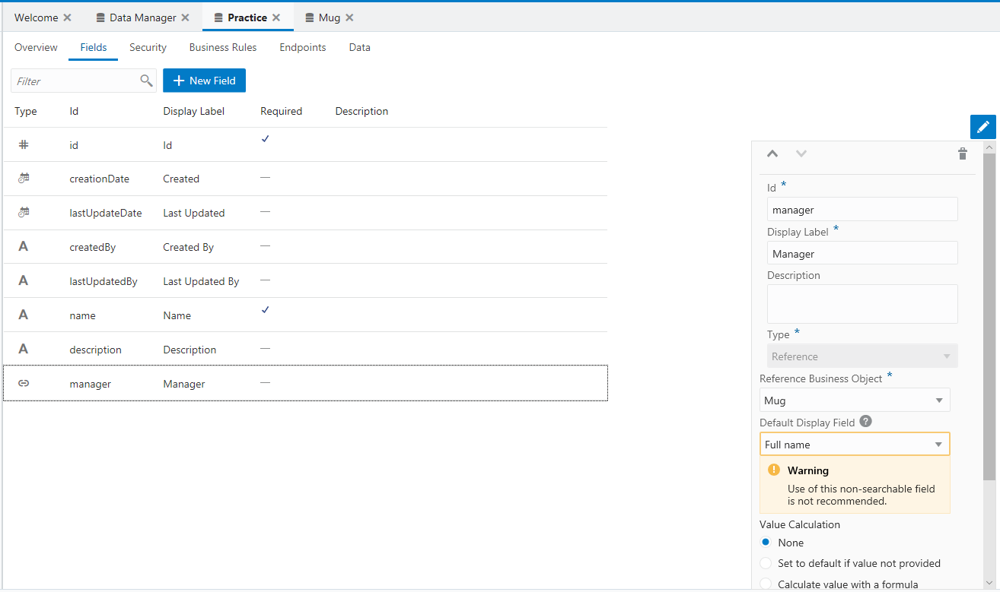 Welcome Data Manager Practice Mug
Overview Fields Security Business Rules Endpoints Data
Filter New Field
Type Id Display Label Required Description
id Id
creationDate Created
lastUpdateDate Last Updated
A createdBy Created By
A lastUpdatedBy Last Updated By
A name Name
A description Description
manager Manager
Id *
manager
Display Label *
Manager
Description
Type *
Reference
Reference Business Object *
Mug
Default Display Field ?
Full name
! Warning
Use of this non-searchable field
is not recommended.
Value Calculation
None
Set to default if value not provided
Calculate value with a formula